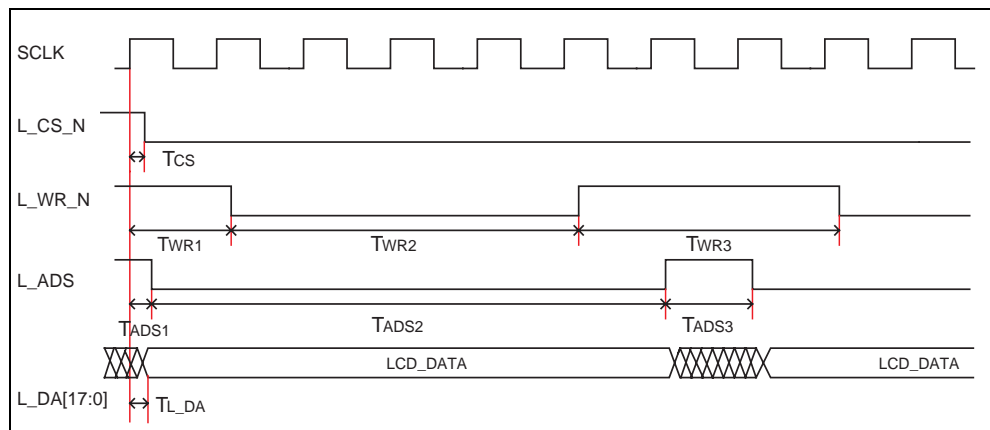 SCLK
L_CS_N
TCS
L_WR_N
TWR1 TWR2 TWR3
L_ADS
TADS1 TADS2 TADS3
LCD_DATA LCD_DATA
L_DA[17:0] TL_DA